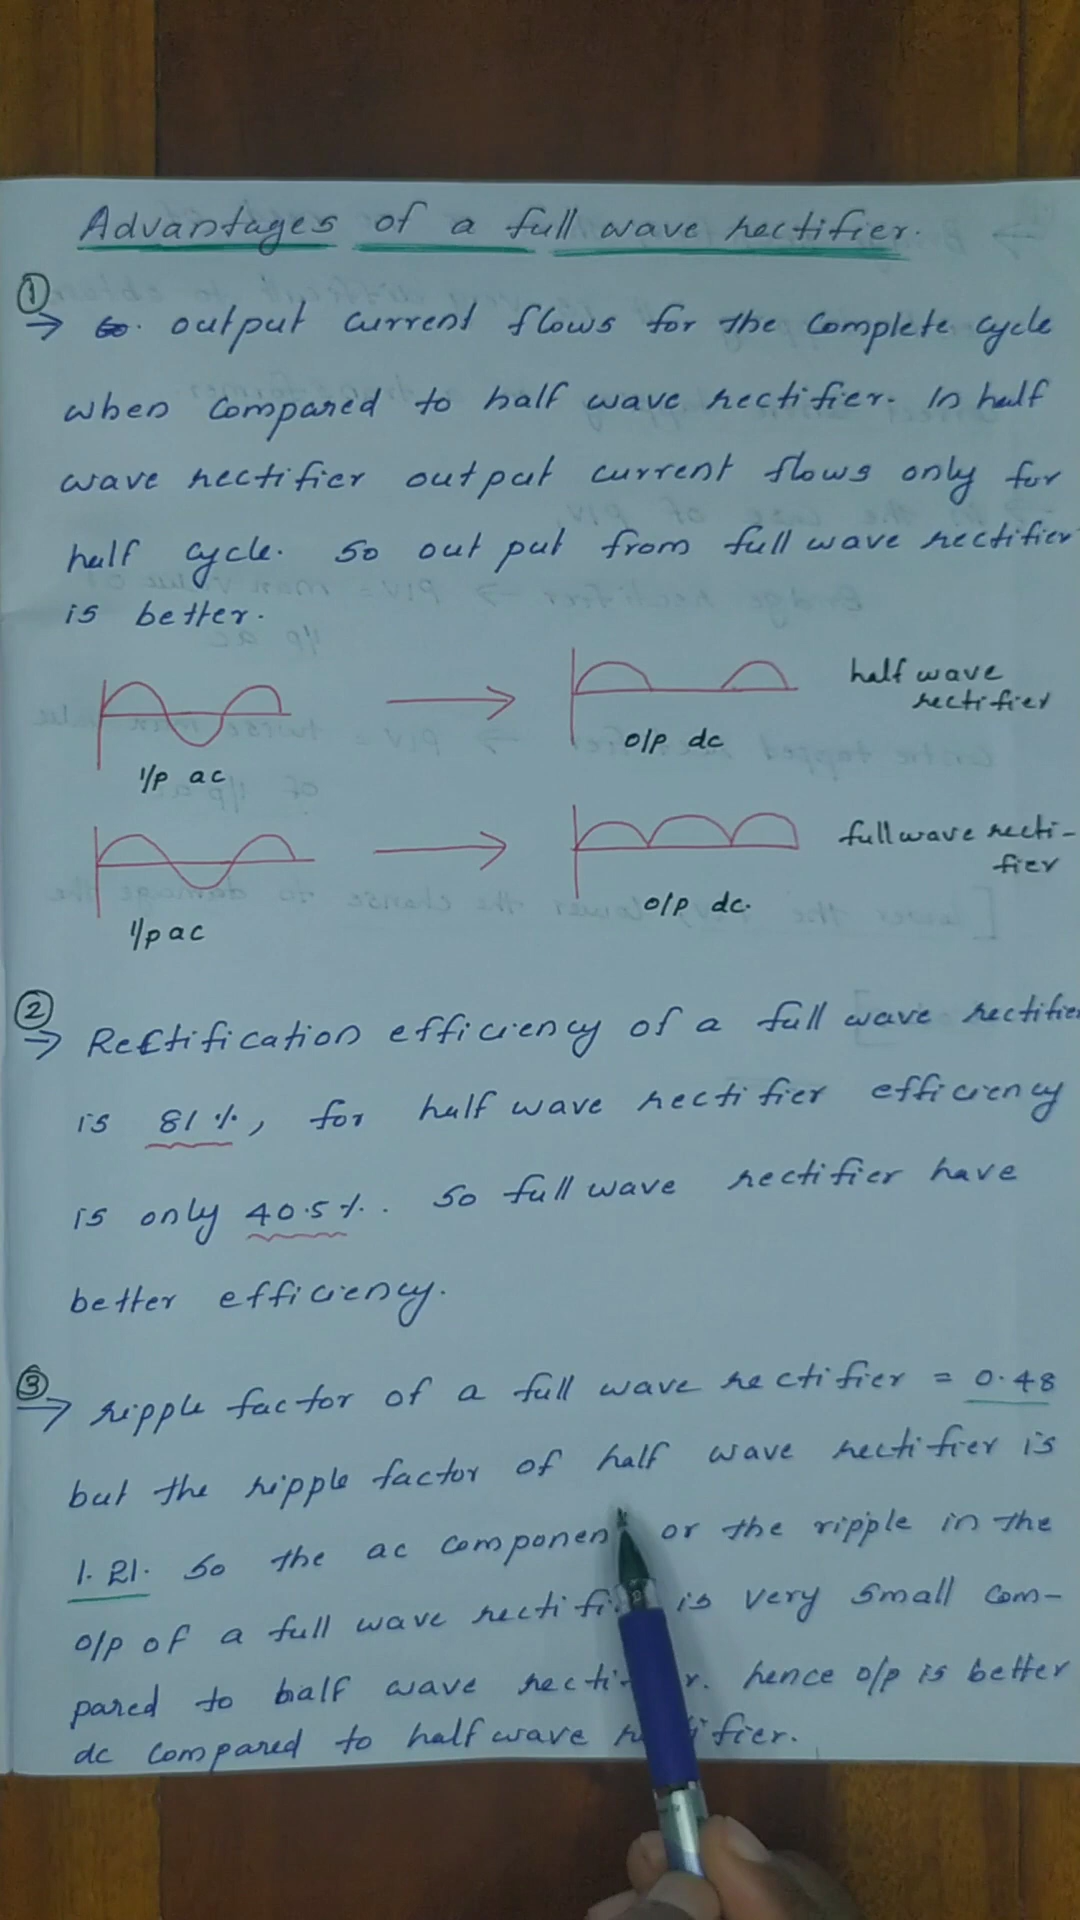 Advantages of a full wave rectifier.
①
→ output current flows for the complete cycle
when compared to half wave rectifier. In half
wave rectifier output current flows only for
half cycle. So out put from full wave rectifier
is better.
half wave
rectifier
i/p ac
o/p dc
full wave recti-
fier
i/p ac
o/p dc.
②
→ Rectification efficiency of a full wave rectifier
is 81 %, for half wave rectifier efficiency
is only 40.5 %. So full wave rectifier have
better efficiency.
③
→ ripple factor of a full wave rectifier = 0.48
but the ripple factor of half wave rectifier is
1.21. So the ac component or the ripple in the
o/p of a full wave rectifier is very small com-
pared to half wave rectifier. hence o/p is better
dc compared to half wave rectifier.